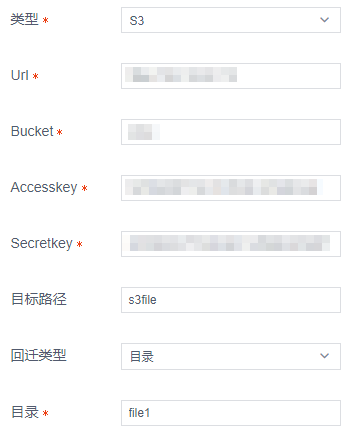 类型 * S3
Url *
Bucket *
Accesskey *
Secretkey *
目标路径 s3file
回迁类型 目录
目录 * file1